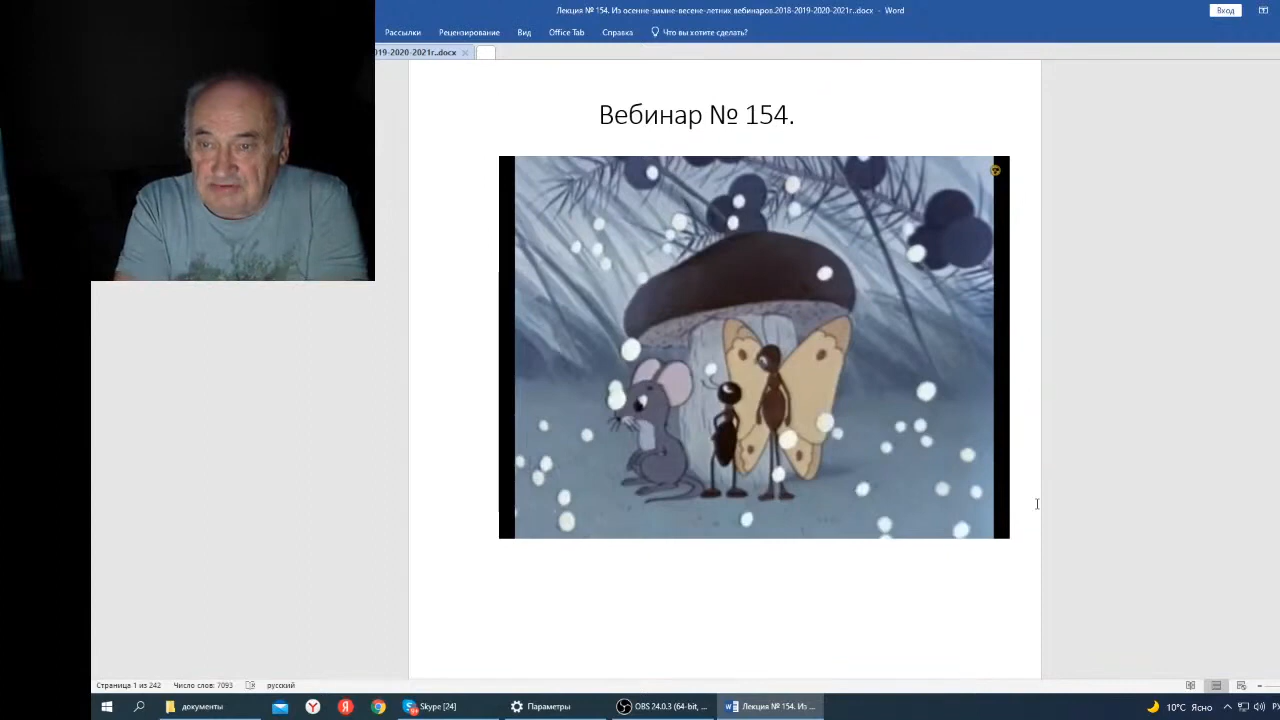 Лекция № 154. Из осенне-зимне-весене-летних вебинаров.2018-2019-2020-2021г..docx - Word
Вход
Рассылки Рецензирование Вид Office Tab Справка Что вы хотите сделать?
019-2020-2021г..docx
Вебинар № 154.
Страница 1 из 242 Число слов: 7093 русский
документы Skype [24] Параметры OBS 24.0.3 (64-bit, ... Лекция № 154. Из ... 10°C Ясно